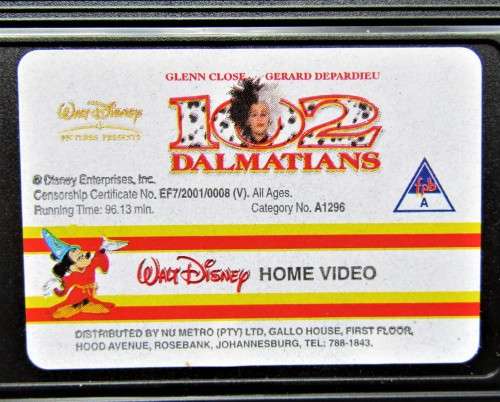 GLENN CLOSE GERARD DEPARDIEU
WALT DISNEY
PICTURES PRESENTS
102
DALMATIANS
© Disney Enterprises, Inc.
Censorship Certificate No. EF7/2001/0008 (V). All Ages.
Running Time: 96.13 min. Category No. A1296
fpb
A
WALT DISNEY HOME VIDEO
DISTRIBUTED BY NU METRO (PTY) LTD, GALLO HOUSE, FIRST FLOOR,
HOOD AVENUE, ROSEBANK, JOHANNESBURG, TEL: 788-1843.